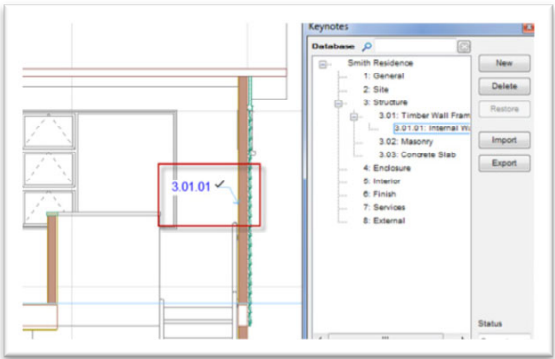 Keynotes
Database
New
Smith Residence
1: General
Delete
2: Site
3: Structure
Restore
3.01: Timber Wall Fram
3.01.01: Internal Wa
Import
3.02: Masonry
3.03: Concrete Slab
Export
4: Enclosure
5: Interior
6: Finish
7: Services
8: External
3.01.01
Status